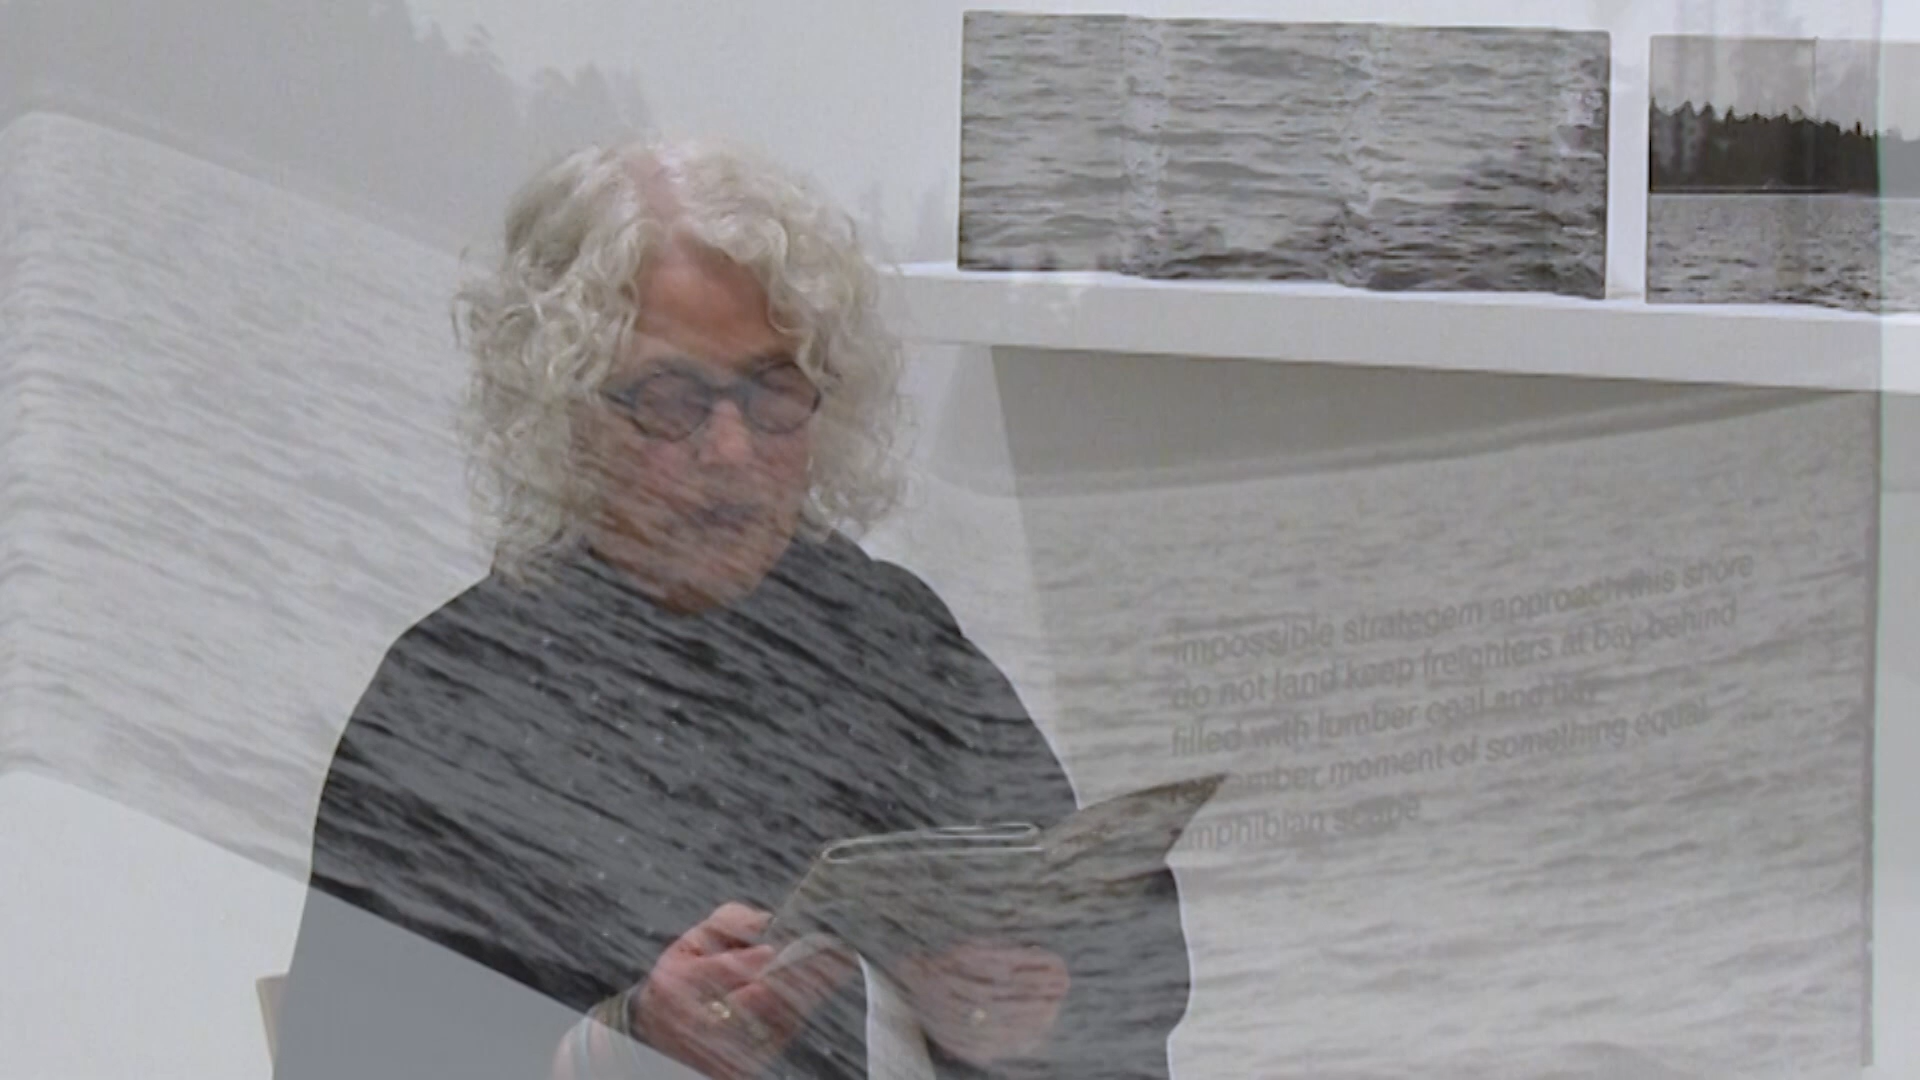 impossible strategem approach this shore
do not land keep freighters at bay behind
filled with lumber coal and
remember moment of something equal
amphibian scape